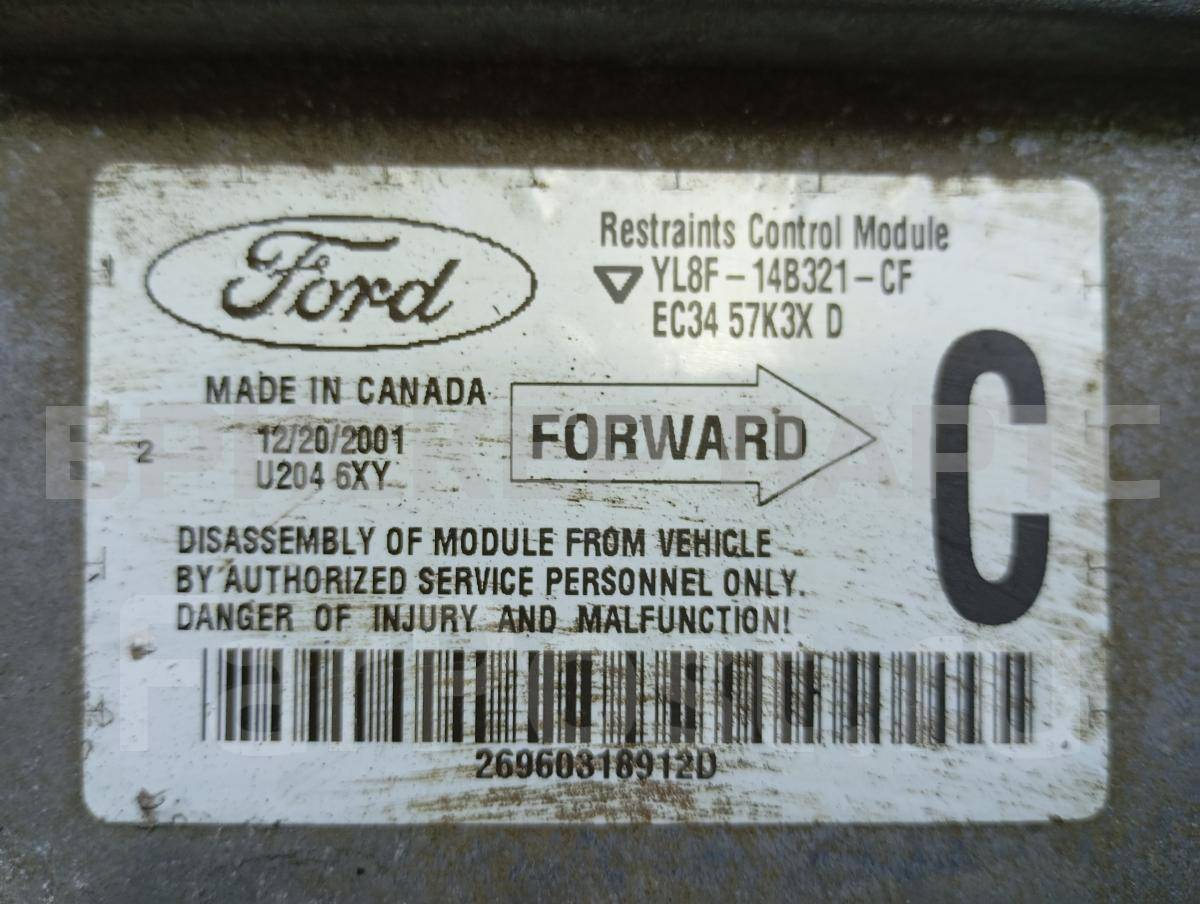 Ford
Restraints Control Module
YL8F-14B321-CF
EC34 57K3X D
C
MADE IN CANADA
12/20/2001
U204 6XY
2
FORWARD
DISASSEMBLY OF MODULE FROM VEHICLE
BY AUTHORIZED SERVICE PERSONNEL ONLY.
DANGER OF INJURY AND MALFUNCTION!
26960318912D